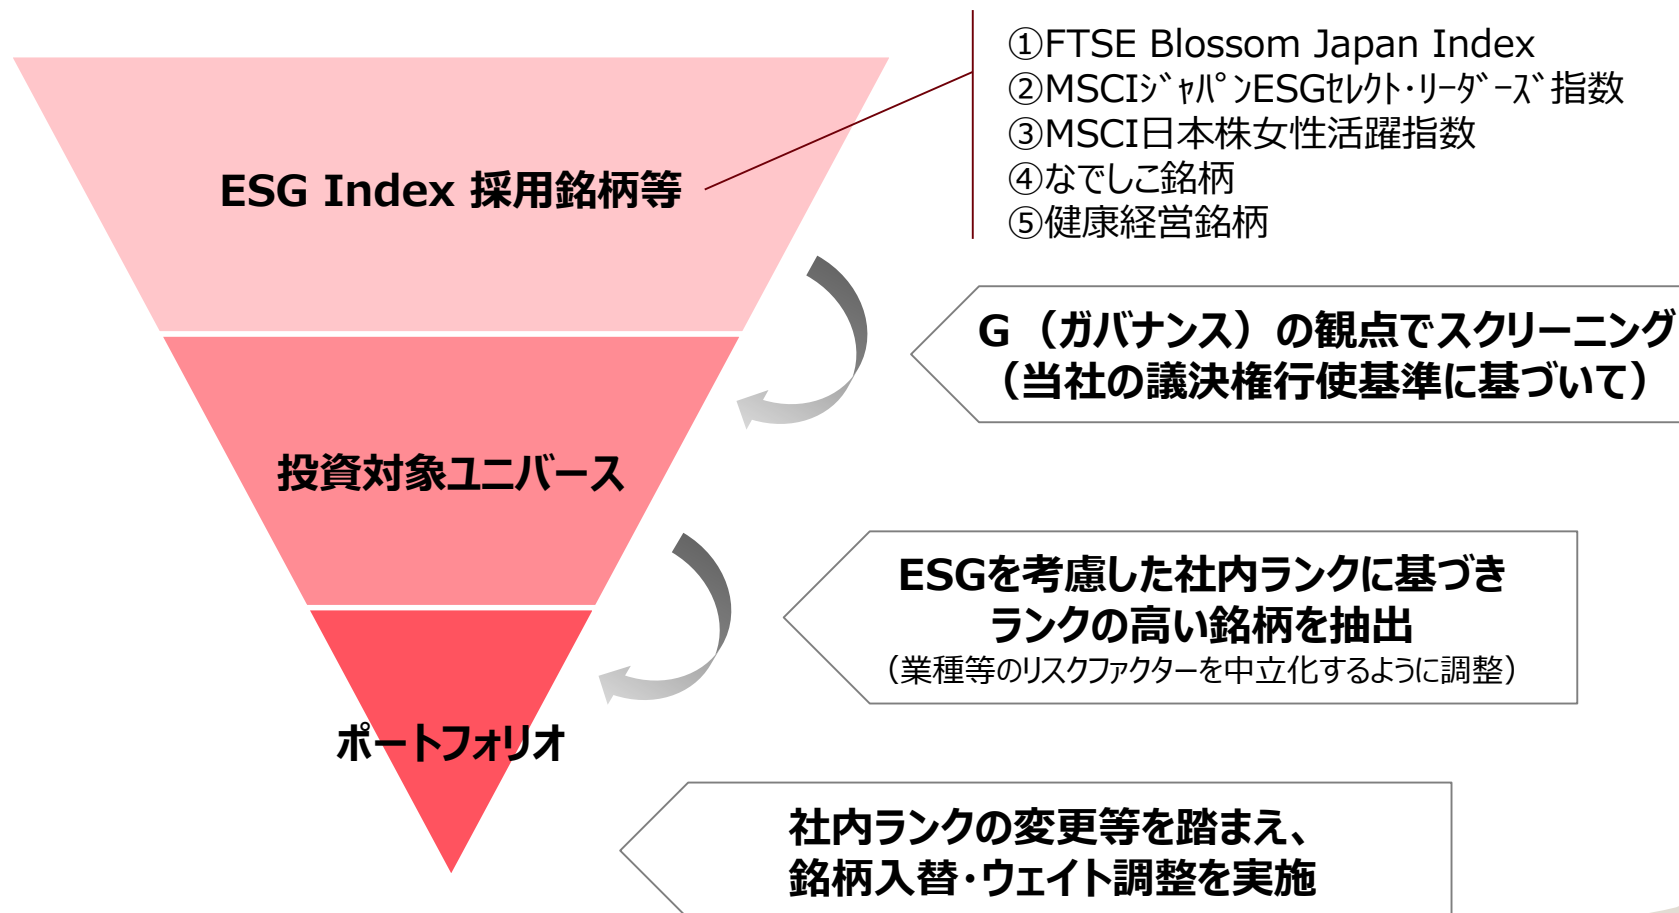 ①FTSE Blossom Japan Index
②MSCIジャパンESGセレクト・リーダーズ指数
③MSCI日本株女性活躍指数
④なでしこ銘柄
⑤健康経営銘柄
ESG Index 採用銘柄等
G （ガバナンス）の観点でスクリーニング
（当社の議決権行使基準に基づいて）
投資対象ユニバース
ESGを考慮した社内ランクに基づき
ランクの高い銘柄を抽出
（業種等のリスクファクターを中立化するように調整）
ポートフォリオ
社内ランクの変更等を踏まえ、
銘柄入替・ウェイト調整を実施